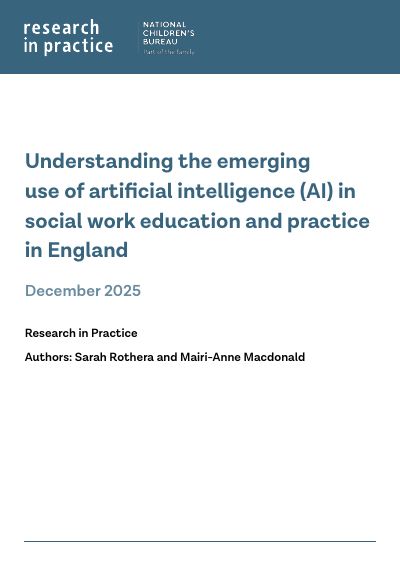 research
in practice
NATIONAL
CHILDREN'S
BUREAU
Part of the family
Understanding the emerging
use of artificial intelligence (AI) in
social work education and practice
in England
December 2025
Research in Practice
Authors: Sarah Rothera and Mairi-Anne Macdonald